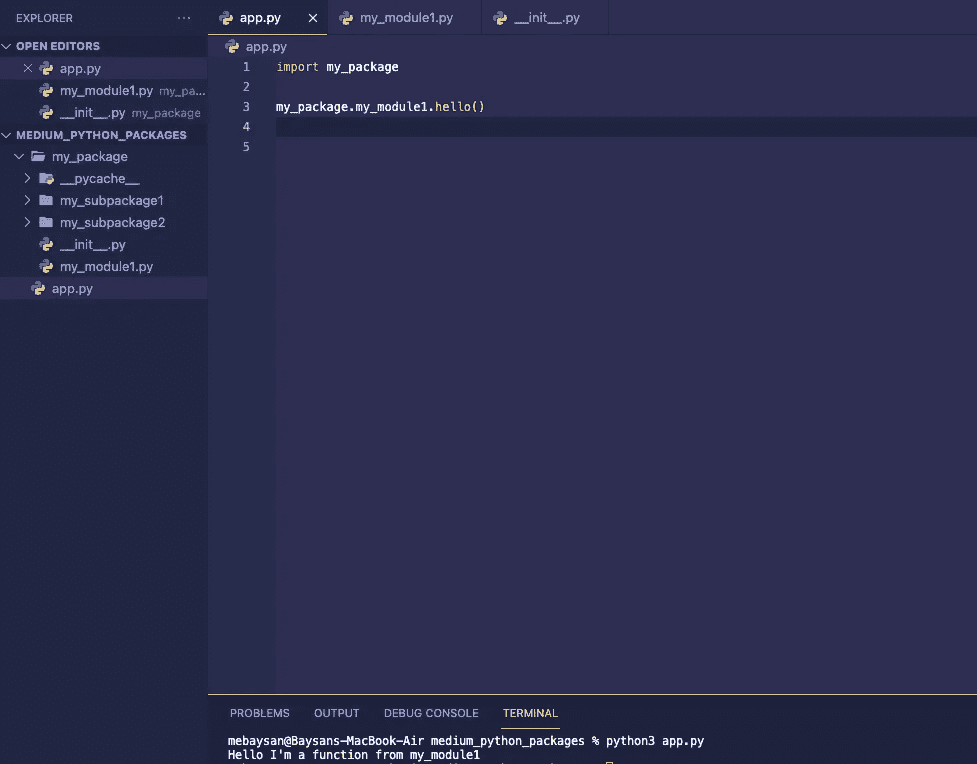 EXPLORER ...
OPEN EDITORS
app.py
my_module1.py my_pa...
__init__.py my_package
MEDIUM_PYTHON_PACKAGES
my_package
__pycache__
my_subpackage1
my_subpackage2
__init__.py
my_module1.py
app.py
app.py my_module1.py __init__.py
app.py
1 import my_package
2
3 my_package.my_module1.hello()
4
5
PROBLEMS OUTPUT DEBUG CONSOLE TERMINAL
mebaysan@Baysans-MacBook-Air medium_python_packages % python3 app.py
Hello I'm a function from my_module1